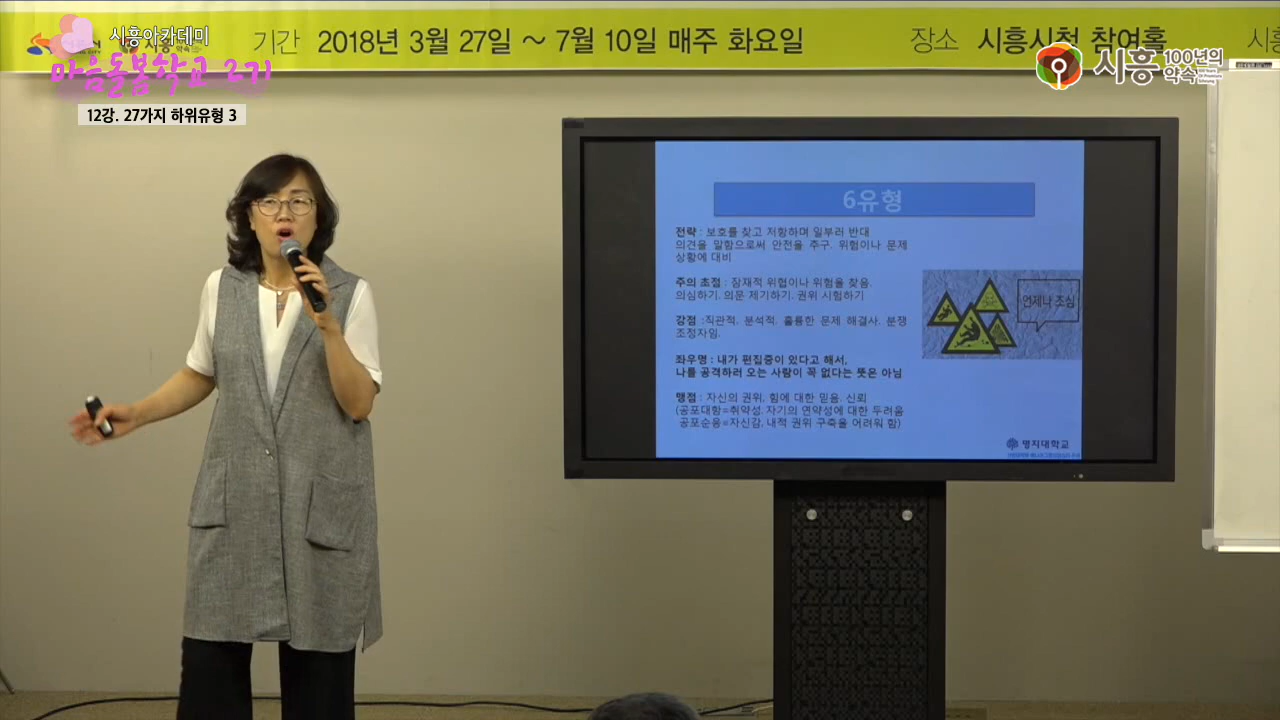 시흥아카데미
마음돌봄학교 2기
12강. 27가지 하위유형 3
기간 2018년 3월 27일 ~ 7월 10일 매주 화요일
장소 시흥시청 참여홀
시흥
시흥 100년의 약속
6유형
전략 : 보호를 찾고 저항하며 일부러 반대
의견을 말함으로써 안전을 추구. 위험이나 문제
상황에 대비
주의 초점 : 잠재적 위협이나 위험을 찾음.
의심하기. 의문 제기하기. 권위 시험하기
강점 :직관적. 분석적. 훌륭한 문제 해결사. 분쟁
조정자임.
좌우명 : 내가 편집증이 있다고 해서,
나를 공격하러 오는 사람이 꼭 없다는 뜻은 아님
맹점 : 자신의 권위, 힘에 대한 믿음. 신뢰
(공포대항=취약성. 자기의 연약성에 대한 두려움
공포순응=자신감. 내적 권위 구축을 어려워 함)
언제나 조심
명지대학교